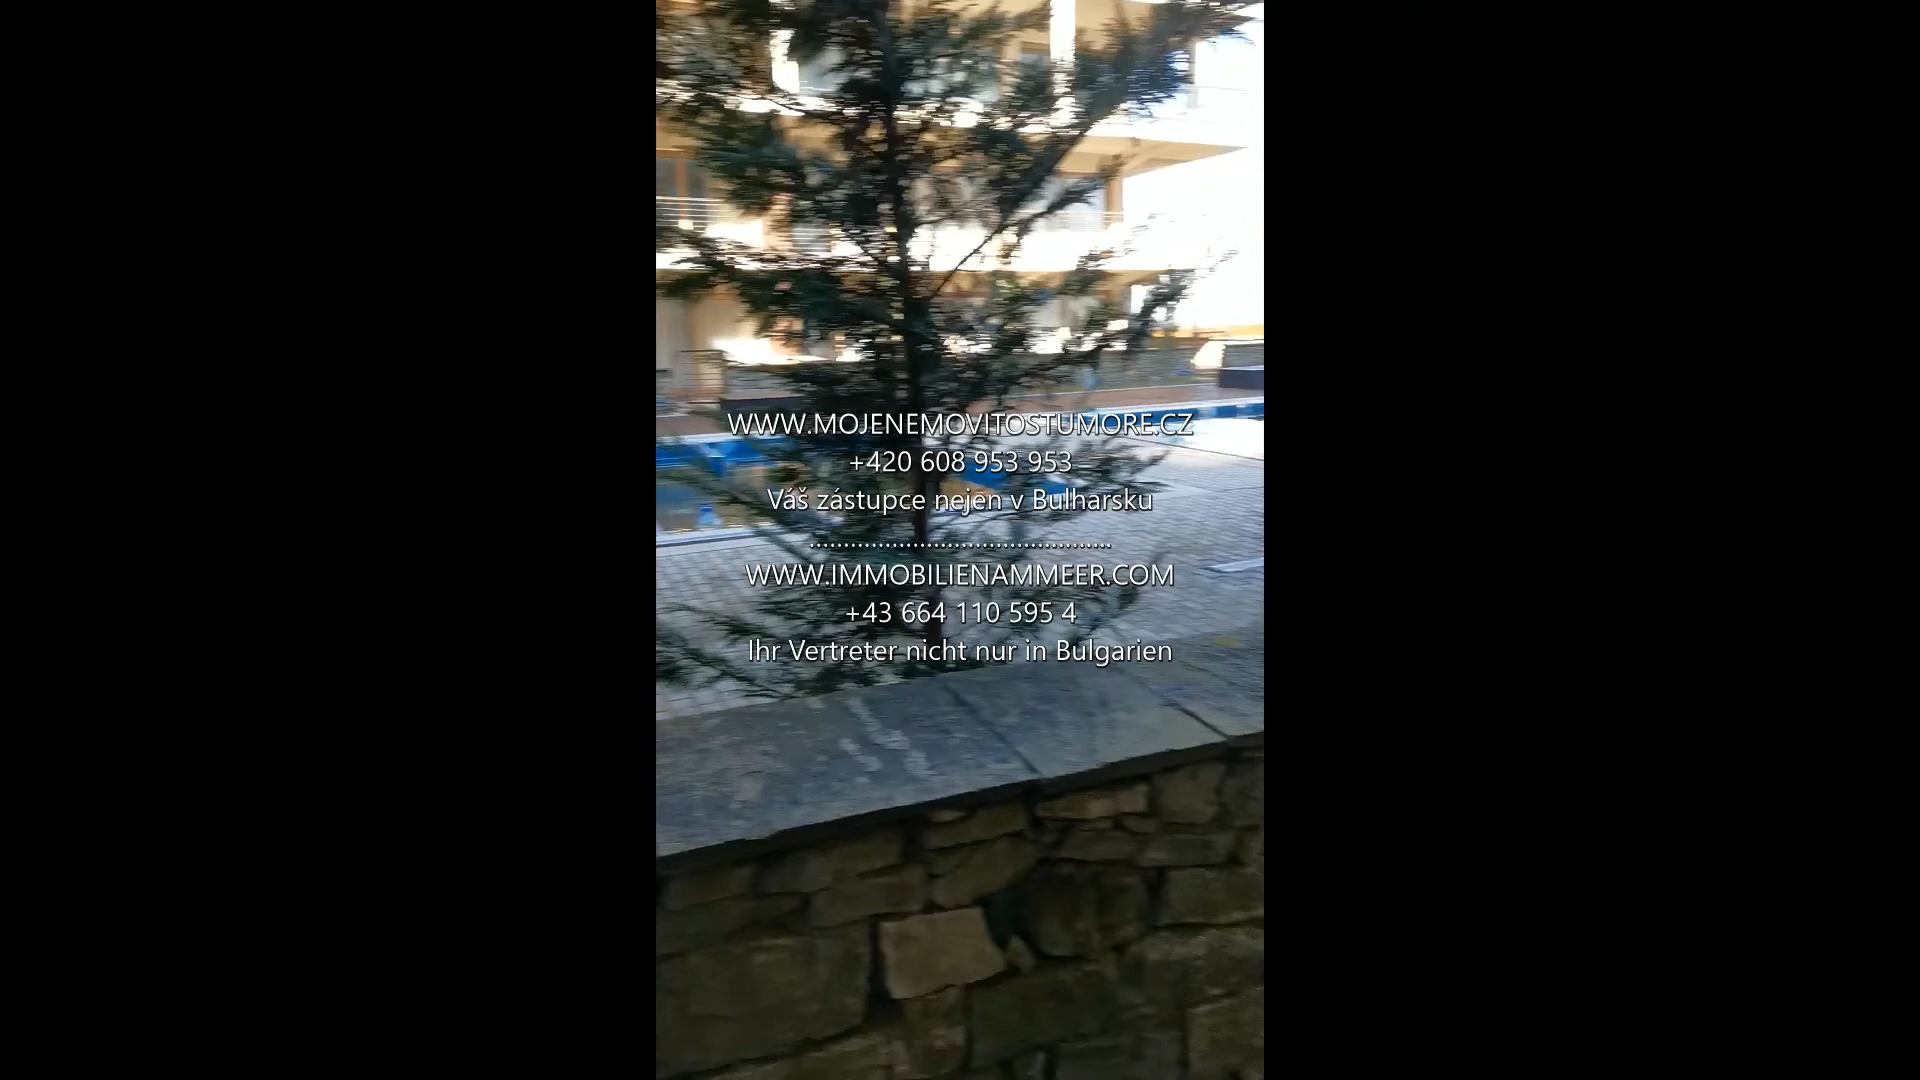 WWW.MOJENEMOVITOSTUMORE.CZ
+420 608 953 953
Váš zástupce nejen v Bulharsku
............................................
WWW.IMMOBILIENAMMEER.COM
+43 664 110 595 4
Ihr Vertreter nicht nur in Bulgarien